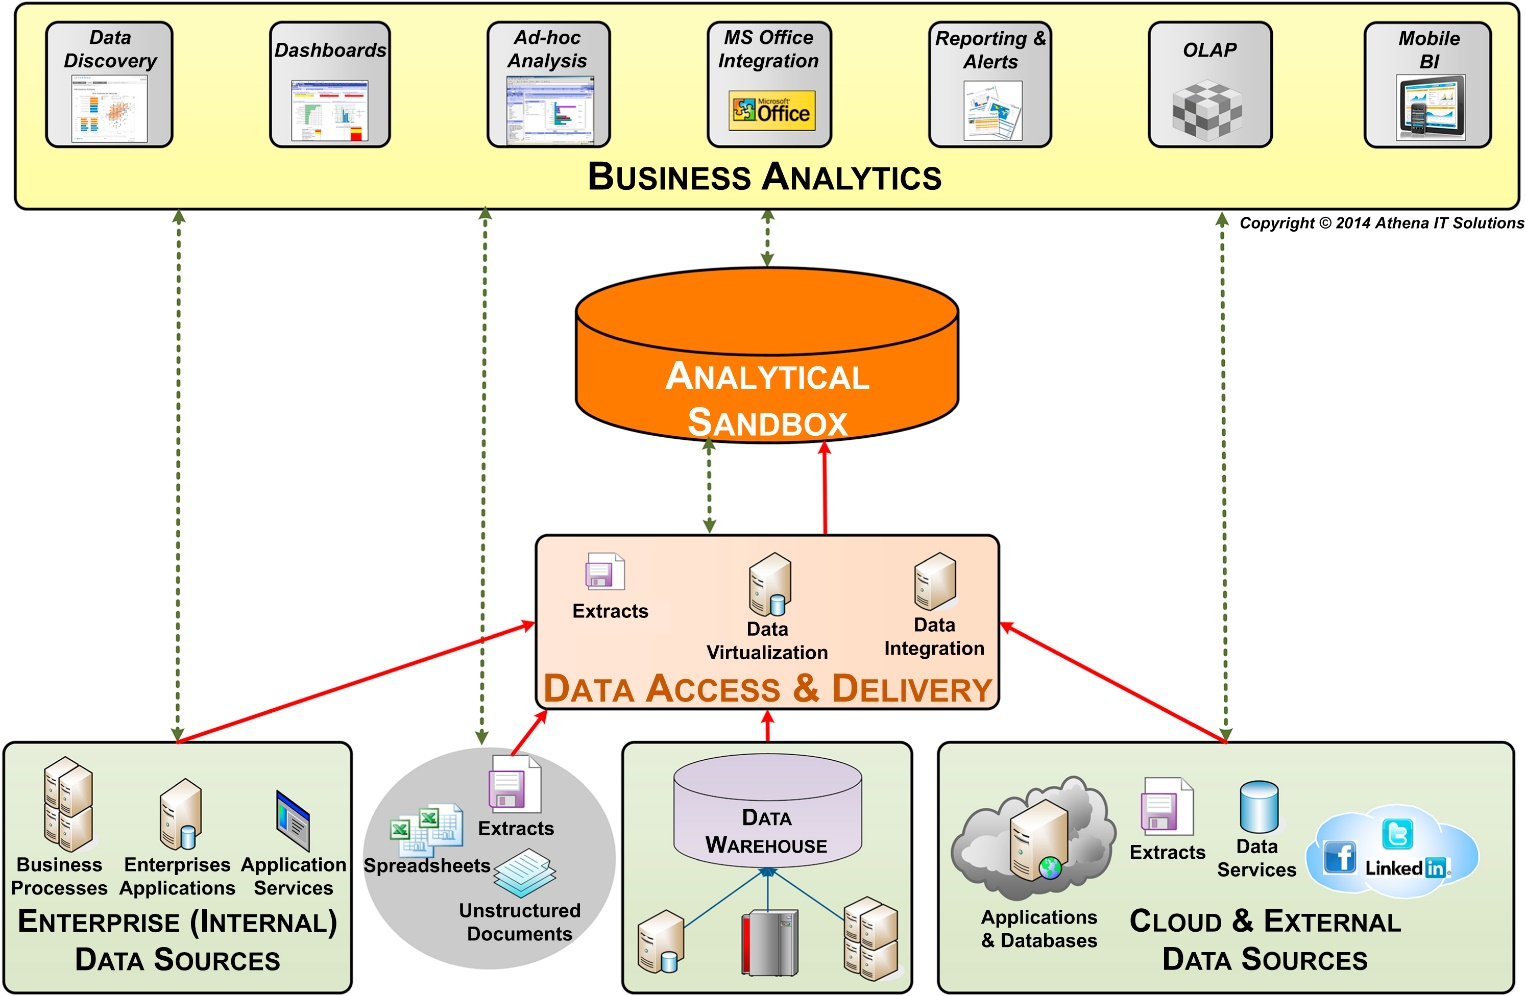 Data
Discovery
Dashboards
Ad-hoc
Analysis
MS Office
Integration
Microsoft
Office
Reporting &
Alerts
OLAP
Mobile
BI
BUSINESS ANALYTICS
Copyright © 2014 Athena IT Solutions
ANALYTICAL
SANDBOX
Extracts
Data
Virtualization
Data
Integration
DATA ACCESS & DELIVERY
Business
Processes
Enterprises
Applications
Application
Services
ENTERPRISE (INTERNAL)
DATA SOURCES
Extracts
Spreadsheets
Unstructured
Documents
DATA
WAREHOUSE
Applications
& Databases
Extracts
Data
Services
Linked in
CLOUD & EXTERNAL
DATA SOURCES